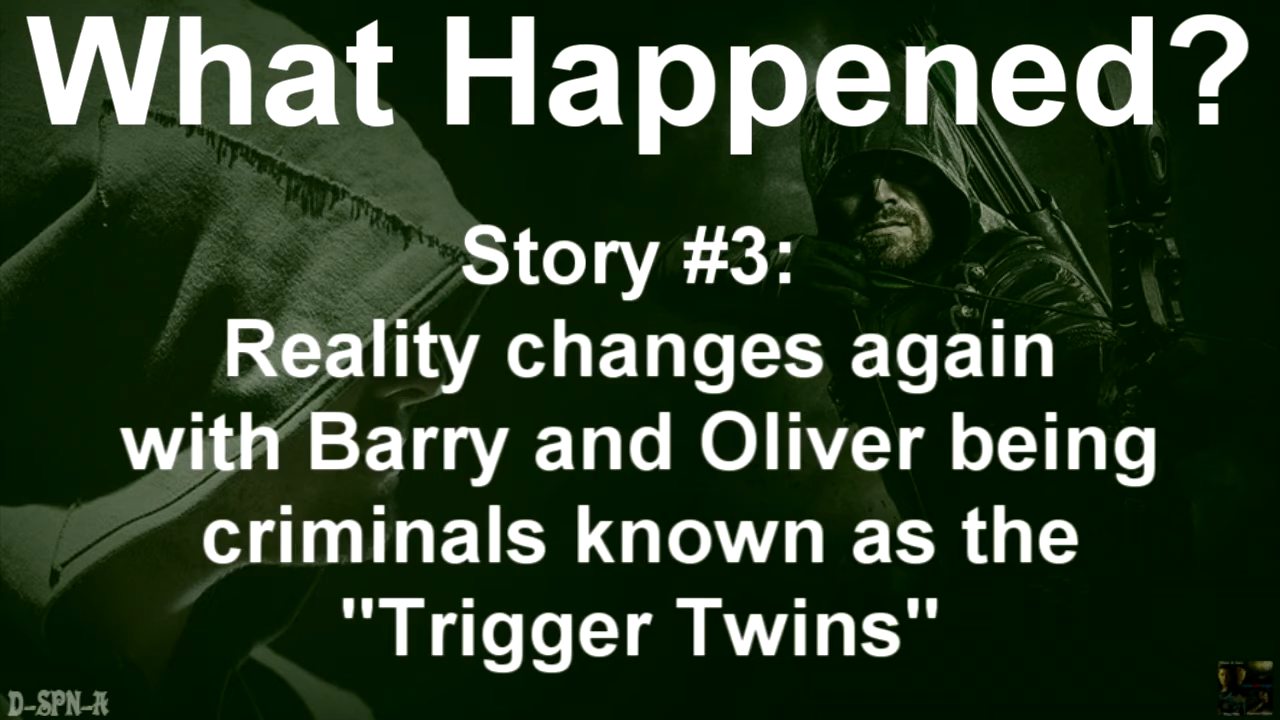 What Happened?
Story #3:
Reality changes again
with Barry and Oliver being
criminals known as the
"Trigger Twins"
D-SPN-A